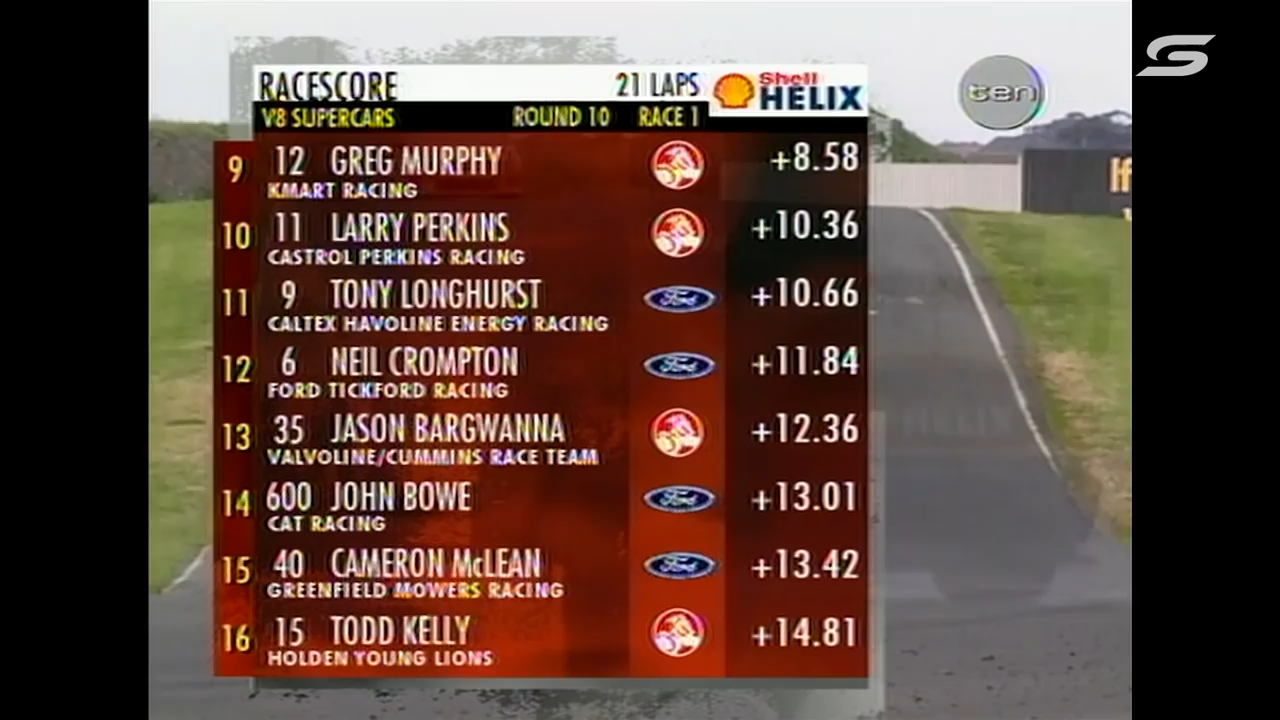 RACESCORE 21 LAPS Shell HELIX
V8 SUPERCARS ROUND 10 RACE 1
9 12 GREG MURPHY +8.58
KMART RACING
10 11 LARRY PERKINS +10.36
CASTROL PERKINS RACING
11 9 TONY LONGHURST Ford +10.66
CALTEX HAVOLINE ENERGY RACING
12 6 NEIL CROMPTON Ford +11.84
FORD TICKFORD RACING
13 35 JASON BARGWANNA +12.36
VALVOLINE/CUMMINS RACE TEAM
14 600 JOHN BOWE Ford +13.01
CAT RACING
15 40 CAMERON McLEAN Ford +13.42
GREENFIELD MOWERS RACING
16 15 TODD KELLY +14.81
HOLDEN YOUNG LIONS
ten
S